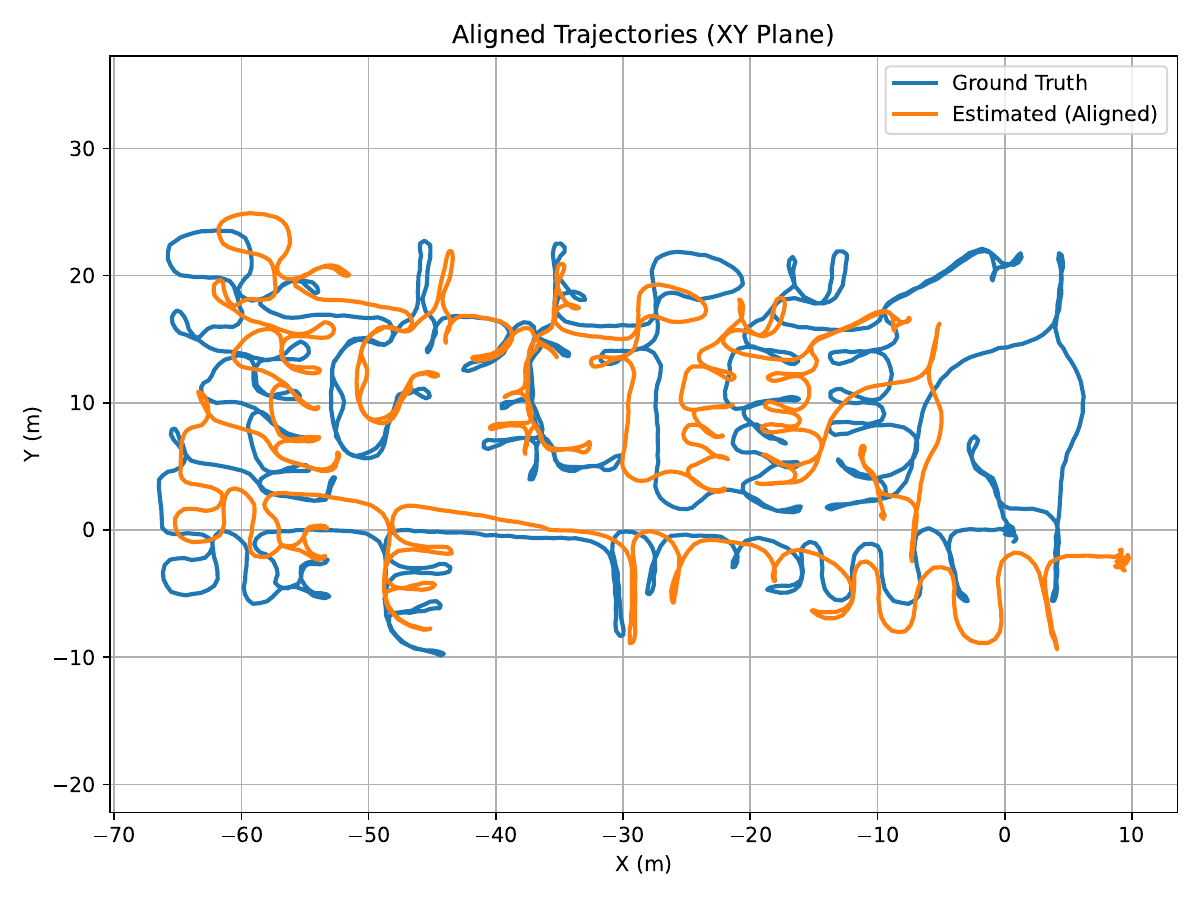 Aligned Trajectories (XY Plane)
Ground Truth
Estimated (Aligned)
30
20
10
0
−10
−20
Y (m)
−70 −60 −50 −40 −30 −20 −10 0 10
X (m)